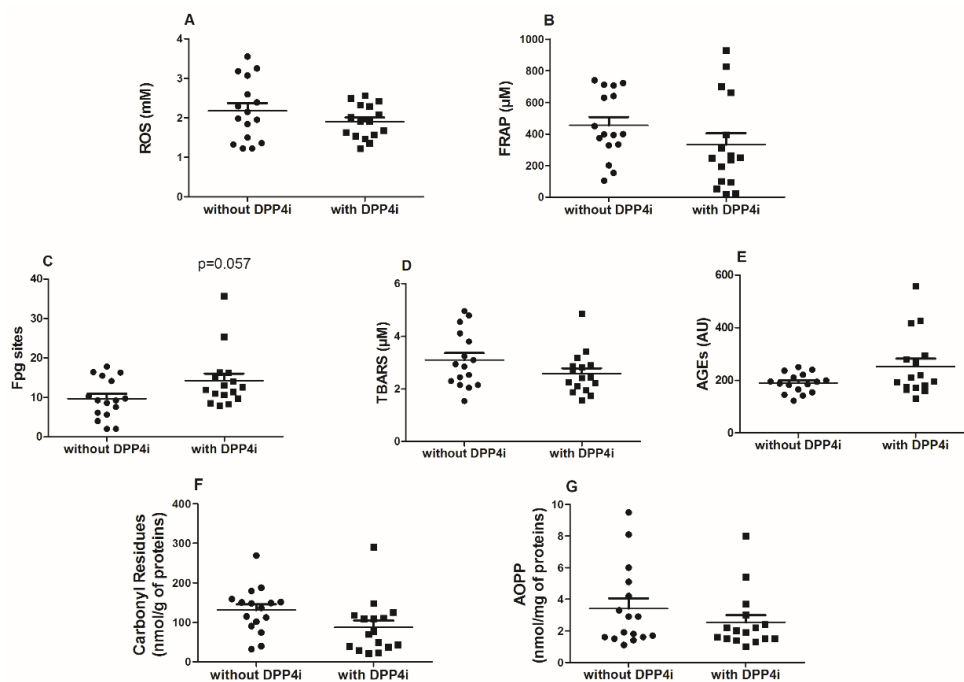 A
ROS (mM)
4
3
2
1
0
without DPP4i
with DPP4i
B
FRAP (µM)
1000
800
600
400
200
0
without DPP4i
with DPP4i
C
p=0.057
Fpg sites
40
30
20
10
0
without DPP4i
with DPP4i
D
TBARS (µM)
6
4
2
0
without DPP4i
with DPP4i
E
AGEs (AU)
600
400
200
0
without DPP4i
with DPP4i
F
Carbonyl Residues
(nmol/g of proteins)
400
300
200
100
0
without DPP4i
with DPP4i
G
AOPP
(nmol/mg of proteins)
10
8
6
4
2
0
without DPP4i
with DPP4i